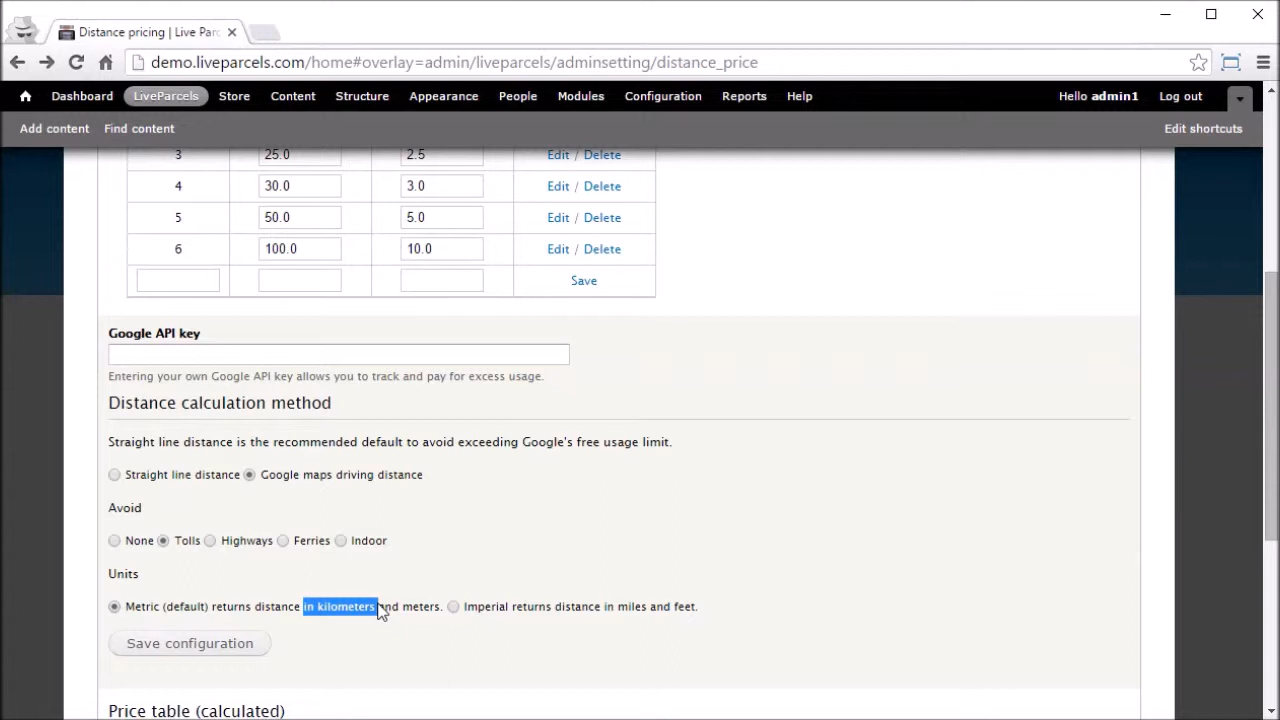 Distance pricing | Live Parc
demo.liveparcels.com/home#overlay=admin/liveparcels/adminsetting/distance_price
Dashboard LiveParcels Store Content Structure Appearance People Modules Configuration Reports Help Hello admin1 Log out
Add content Find content Edit shortcuts
3 25.0 2.5 Edit / Delete
4 30.0 3.0 Edit / Delete
5 50.0 5.0 Edit / Delete
6 100.0 10.0 Edit / Delete
Save
Google API key
Entering your own Google API key allows you to track and pay for excess usage.
Distance calculation method
Straight line distance is the recommended default to avoid exceeding Google's free usage limit.
Straight line distance Google maps driving distance
Avoid
None Tolls Highways Ferries Indoor
Units
Metric (default) returns distance in kilometers and meters. Imperial returns distance in miles and feet.
Save configuration
Price table (calculated)